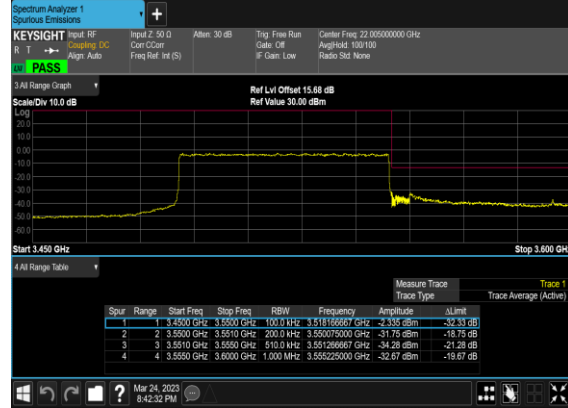 Spectrum Analyzer 1
Spurious Emissions
KEYSIGHT Input: RF Input Z: 50 Ω Atten: 30 dB Trig: Free Run Center Freq: 22.005000000 GHz
R T Coupling: DC Corr CCorr Gate: Off Avg|Hold: 100/100
Align: Auto Freq Ref: Int (S) IF Gain: Low Radio Std: None
PASS
3 All Range Graph
Ref Lvl Offset 15.68 dB
Scale/Div 10.0 dB Ref Value 30.00 dBm
Log
20.0
10.0
0.00
-10.0
-20.0
-30.0
-40.0
-50.0
-60.0
Start 3.450 GHz Stop 3.600 GH
4 All Range Table
Measure Trace Trace 1
Trace Type Trace Average (Active)
Spur Range Start Freq Stop Freq RBW Frequency Amplitude ΔLimit
1 1 3.4500 GHz 3.5500 GHz 100.0 kHz 3.518166667 GHz -2.335 dBm -32.33 dB
2 2 3.5500 GHz 3.5510 GHz 200.0 kHz 3.550075000 GHz -31.75 dBm -18.75 dB
3 3 3.5510 GHz 3.5550 GHz 510.0 kHz 3.551266667 GHz -34.28 dBm -21.28 dB
4 4 3.5550 GHz 3.6000 GHz 1.000 MHz 3.555225000 GHz -32.67 dBm -19.67 dB
? Mar 24, 2023
8:42:32 PM